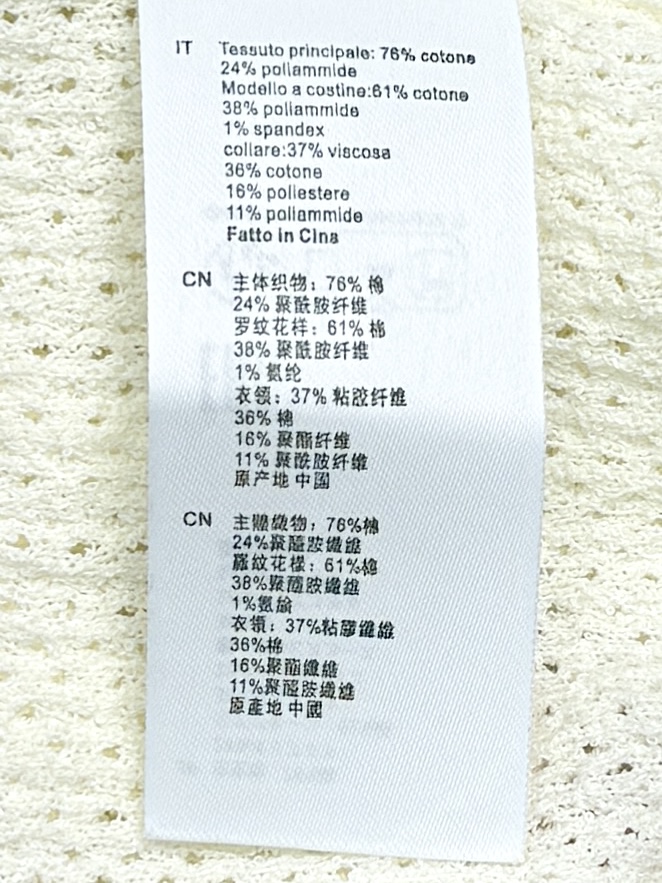 IT Tessuto principale: 76% cotone
24% poliammide
Modello a costine:61% cotone
38% poliammide
1% spandex
collare:37% viscosa
36% cotone
16% poliestere
11% poliammide
Fatto in Cina
CN 主体织物：76% 棉
24% 聚酰胺纤维
罗纹花样：61% 棉
38% 聚酰胺纤维
1% 氨纶
衣领：37% 粘胶纤维
36% 棉
16% 聚酯纤维
11% 聚酰胺纤维
原产地 中國
CN 主體織物：76%棉
24%聚醯胺纖維
羅紋花樣：61%棉
38%聚醯胺纖維
1%氨綸
衣领：37%粘膠纖維
36%棉
16%聚酯纖維
11%聚醯胺纖維
原產地 中國